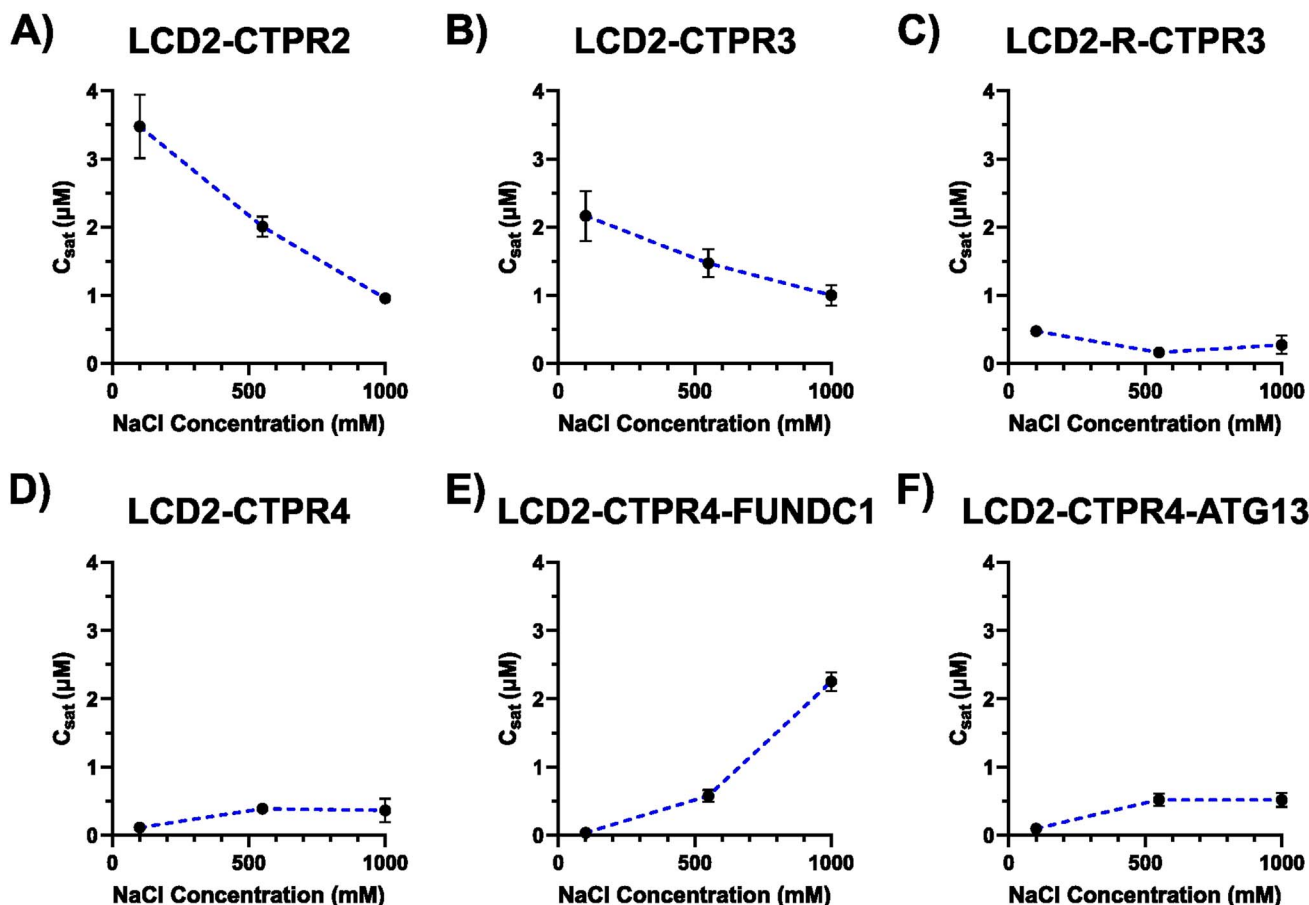 A) LCD2-CTPR2
4
3
2
1
0
Csat (µM)
0 500 1000
NaCl Concentration (mM)
B) LCD2-CTPR3
4
3
2
1
0
Csat (µM)
0 500 1000
NaCl Concentration (mM)
C) LCD2-R-CTPR3
4
3
2
1
0
Csat (µM)
0 500 1000
NaCl Concentration (mM)
D) LCD2-CTPR4
4
3
2
1
0
Csat (µM)
0 500 1000
NaCl Concentration (mM)
E) LCD2-CTPR4-FUNDC1
4
3
2
1
0
Csat (µM)
0 500 1000
NaCl Concentration (mM)
F) LCD2-CTPR4-ATG13
4
3
2
1
0
Csat (µM)
0 500 1000
NaCl Concentration (mM)